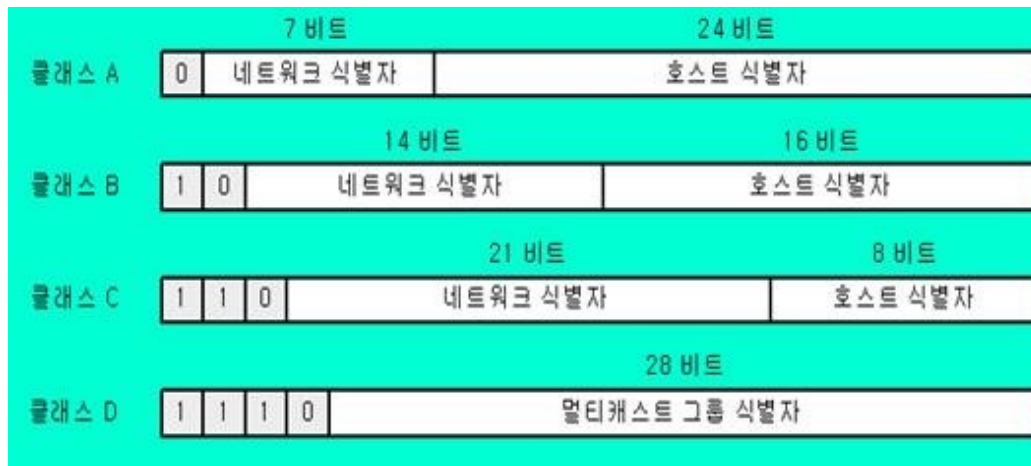 7 비트 24 비트
클래스 A 0 네트워크 식별자 호스트 식별자
14 비트 16 비트
클래스 B 1 0 네트워크 식별자 호스트 식별자
21 비트 8 비트
클래스 C 1 1 0 네트워크 식별자 호스트 식별자
28 비트
클래스 D 1 1 1 0 멀티캐스트 그룹 식별자